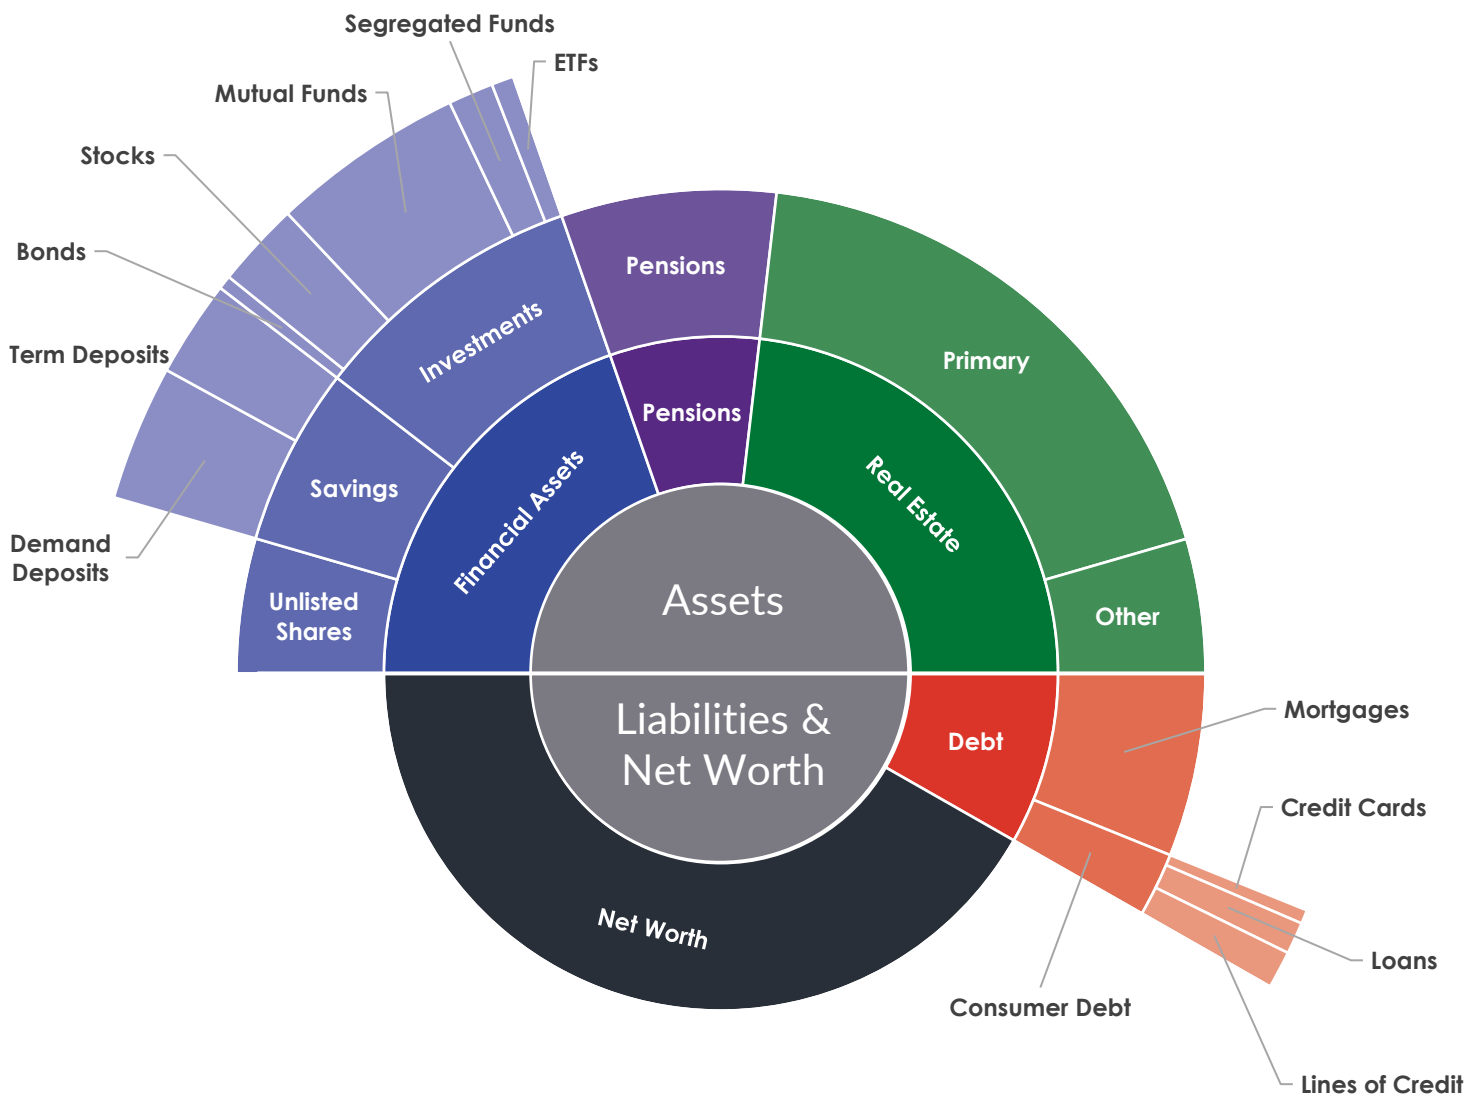 Segregated Funds
ETFs
Mutual Funds
Stocks
Bonds
Term Deposits
Demand
Deposits
Investments
Savings
Unlisted
Shares
Financial Assets
Pensions
Pensions
Primary
Real Estate
Other
Assets
Liabilities &
Net Worth
Debt
Net Worth
Mortgages
Credit Cards
Loans
Consumer Debt
Lines of Credit